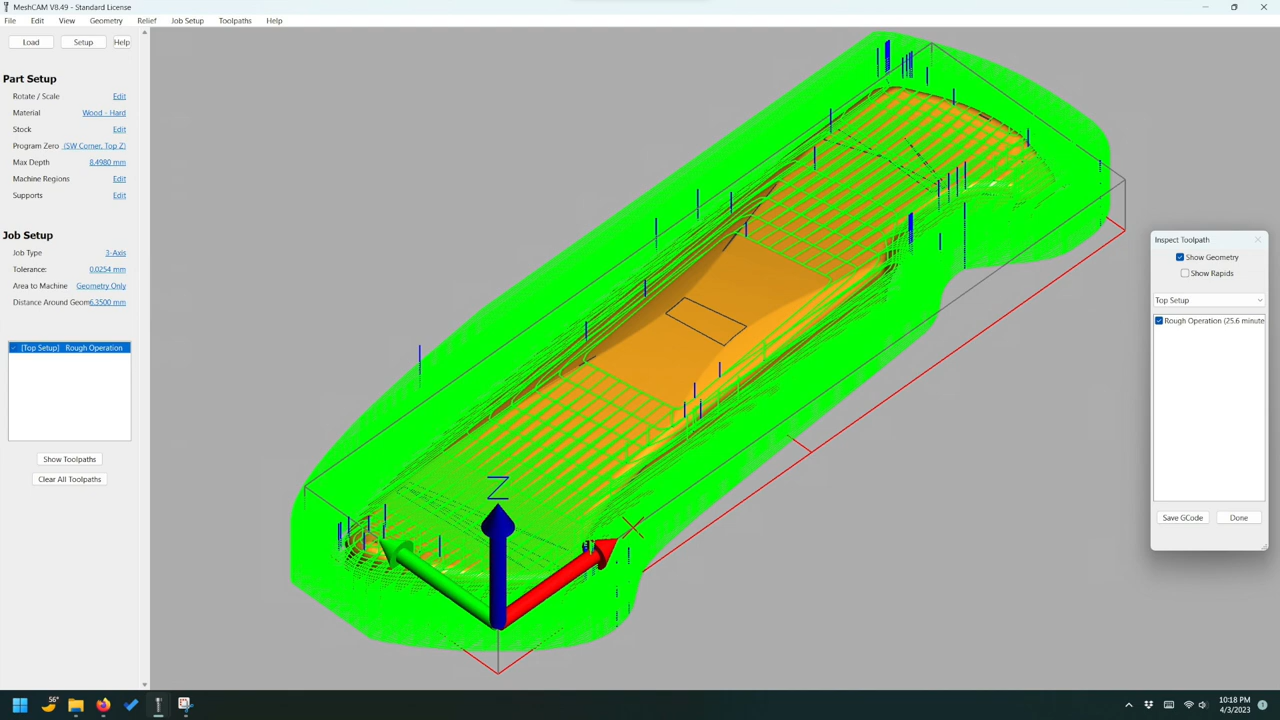 MeshCAM V8.49 - Standard License
File Edit View Geometry Relief Job Setup Toolpaths Help
Load Setup Help
Part Setup
Rotate / Scale Edit
Material Wood - Hard
Stock Edit
Program Zero (SW Corner, Top Z)
Max Depth 8.4980 mm
Machine Regions Edit
Supports Edit
Job Setup
Job Type 3-Axis
Tolerance: 0.0254 mm
Area to Machine Geometry Only
Distance Around Geom 6.3500 mm
[Top Setup] Rough Operation
Show Toolpaths
Clear All Toolpaths
Z
X
Inspect Toolpath
Show Geometry
Show Rapids
Top Setup
Rough Operation (25.6 minute
Save GCode Done
56°
10:18 PM
4/3/2023
1